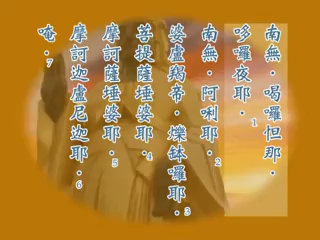 南無‧喝囉怛那‧
哆囉夜耶‧1
南無‧阿唎耶‧2
婆盧羯帝‧爍缽囉耶‧3
菩提薩埵婆耶‧4
摩訶薩埵婆耶‧5
摩訶迦盧尼迦耶‧6
唵‧7